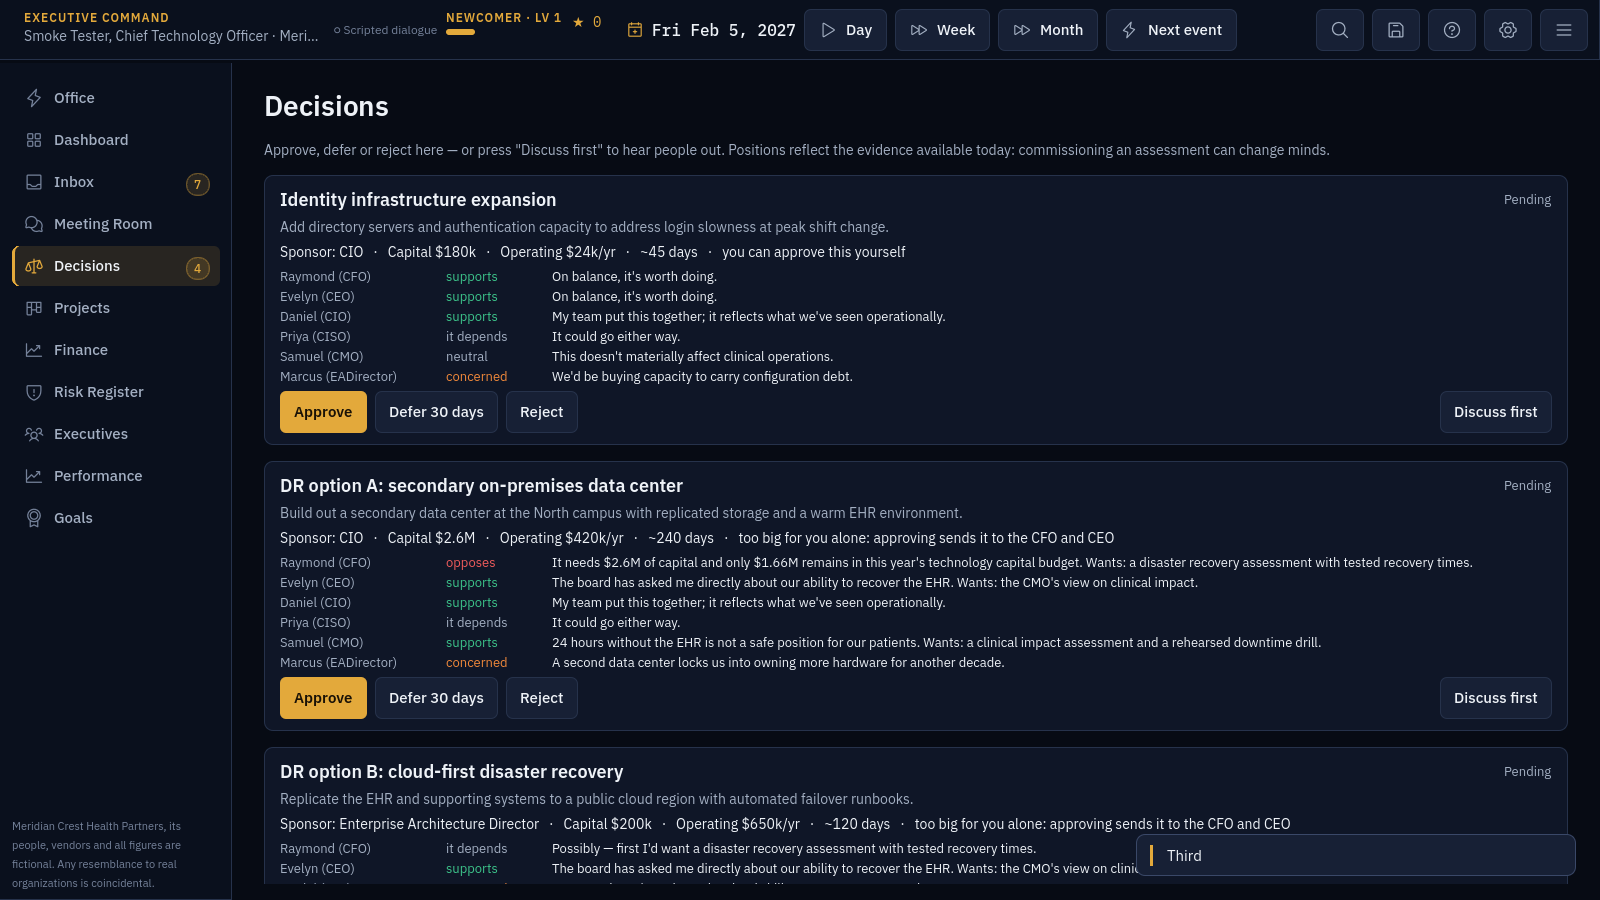 EXECUTIVE COMMAND
Smoke Tester, Chief Technology Officer · Meri...
Scripted dialogue
NEWCOMER · LV 1
★ 0
Fri Feb 5, 2027
Day
Week
Month
Next event
Office
Dashboard
Inbox
7
Meeting Room
Decisions
4
Projects
Finance
Risk Register
Executives
Performance
Goals
Meridian Crest Health Partners, its
people, vendors and all figures are
fictional. Any resemblance to real
organizations is coincidental.
Decisions
Approve, defer or reject here — or press "Discuss first" to hear people out. Positions reflect the evidence available today: commissioning an assessment can change minds.
Identity infrastructure expansion
Pending
Add directory servers and authentication capacity to address login slowness at peak shift change.
Sponsor: CIO · Capital $180k · Operating $24k/yr · ~45 days · you can approve this yourself
Raymond (CFO) supports On balance, it's worth doing.
Evelyn (CEO) supports On balance, it's worth doing.
Daniel (CIO) supports My team put this together; it reflects what we've seen operationally.
Priya (CISO) it depends It could go either way.
Samuel (CMO) neutral This doesn't materially affect clinical operations.
Marcus (EADirector) concerned We'd be buying capacity to carry configuration debt.
Approve
Defer 30 days
Reject
Discuss first
DR option A: secondary on-premises data center
Pending
Build out a secondary data center at the North campus with replicated storage and a warm EHR environment.
Sponsor: CIO · Capital $2.6M · Operating $420k/yr · ~240 days · too big for you alone: approving sends it to the CFO and CEO
Raymond (CFO) opposes It needs $2.6M of capital and only $1.66M remains in this year's technology capital budget. Wants: a disaster recovery assessment with tested recovery times.
Evelyn (CEO) supports The board has asked me directly about our ability to recover the EHR. Wants: the CMO's view on clinical impact.
Daniel (CIO) supports My team put this together; it reflects what we've seen operationally.
Priya (CISO) it depends It could go either way.
Samuel (CMO) supports 24 hours without the EHR is not a safe position for our patients. Wants: a clinical impact assessment and a rehearsed downtime drill.
Marcus (EADirector) concerned A second data center locks us into owning more hardware for another decade.
Approve
Defer 30 days
Reject
Discuss first
DR option B: cloud-first disaster recovery
Pending
Replicate the EHR and supporting systems to a public cloud region with automated failover runbooks.
Sponsor: Enterprise Architecture Director · Capital $200k · Operating $650k/yr · ~120 days · too big for you alone: approving sends it to the CFO and CEO
Raymond (CFO) it depends Possibly — first I'd want a disaster recovery assessment with tested recovery times.
Evelyn (CEO) supports The board has asked me directly about our ability to recover the EHR. Wants: the CMO's view on
Third